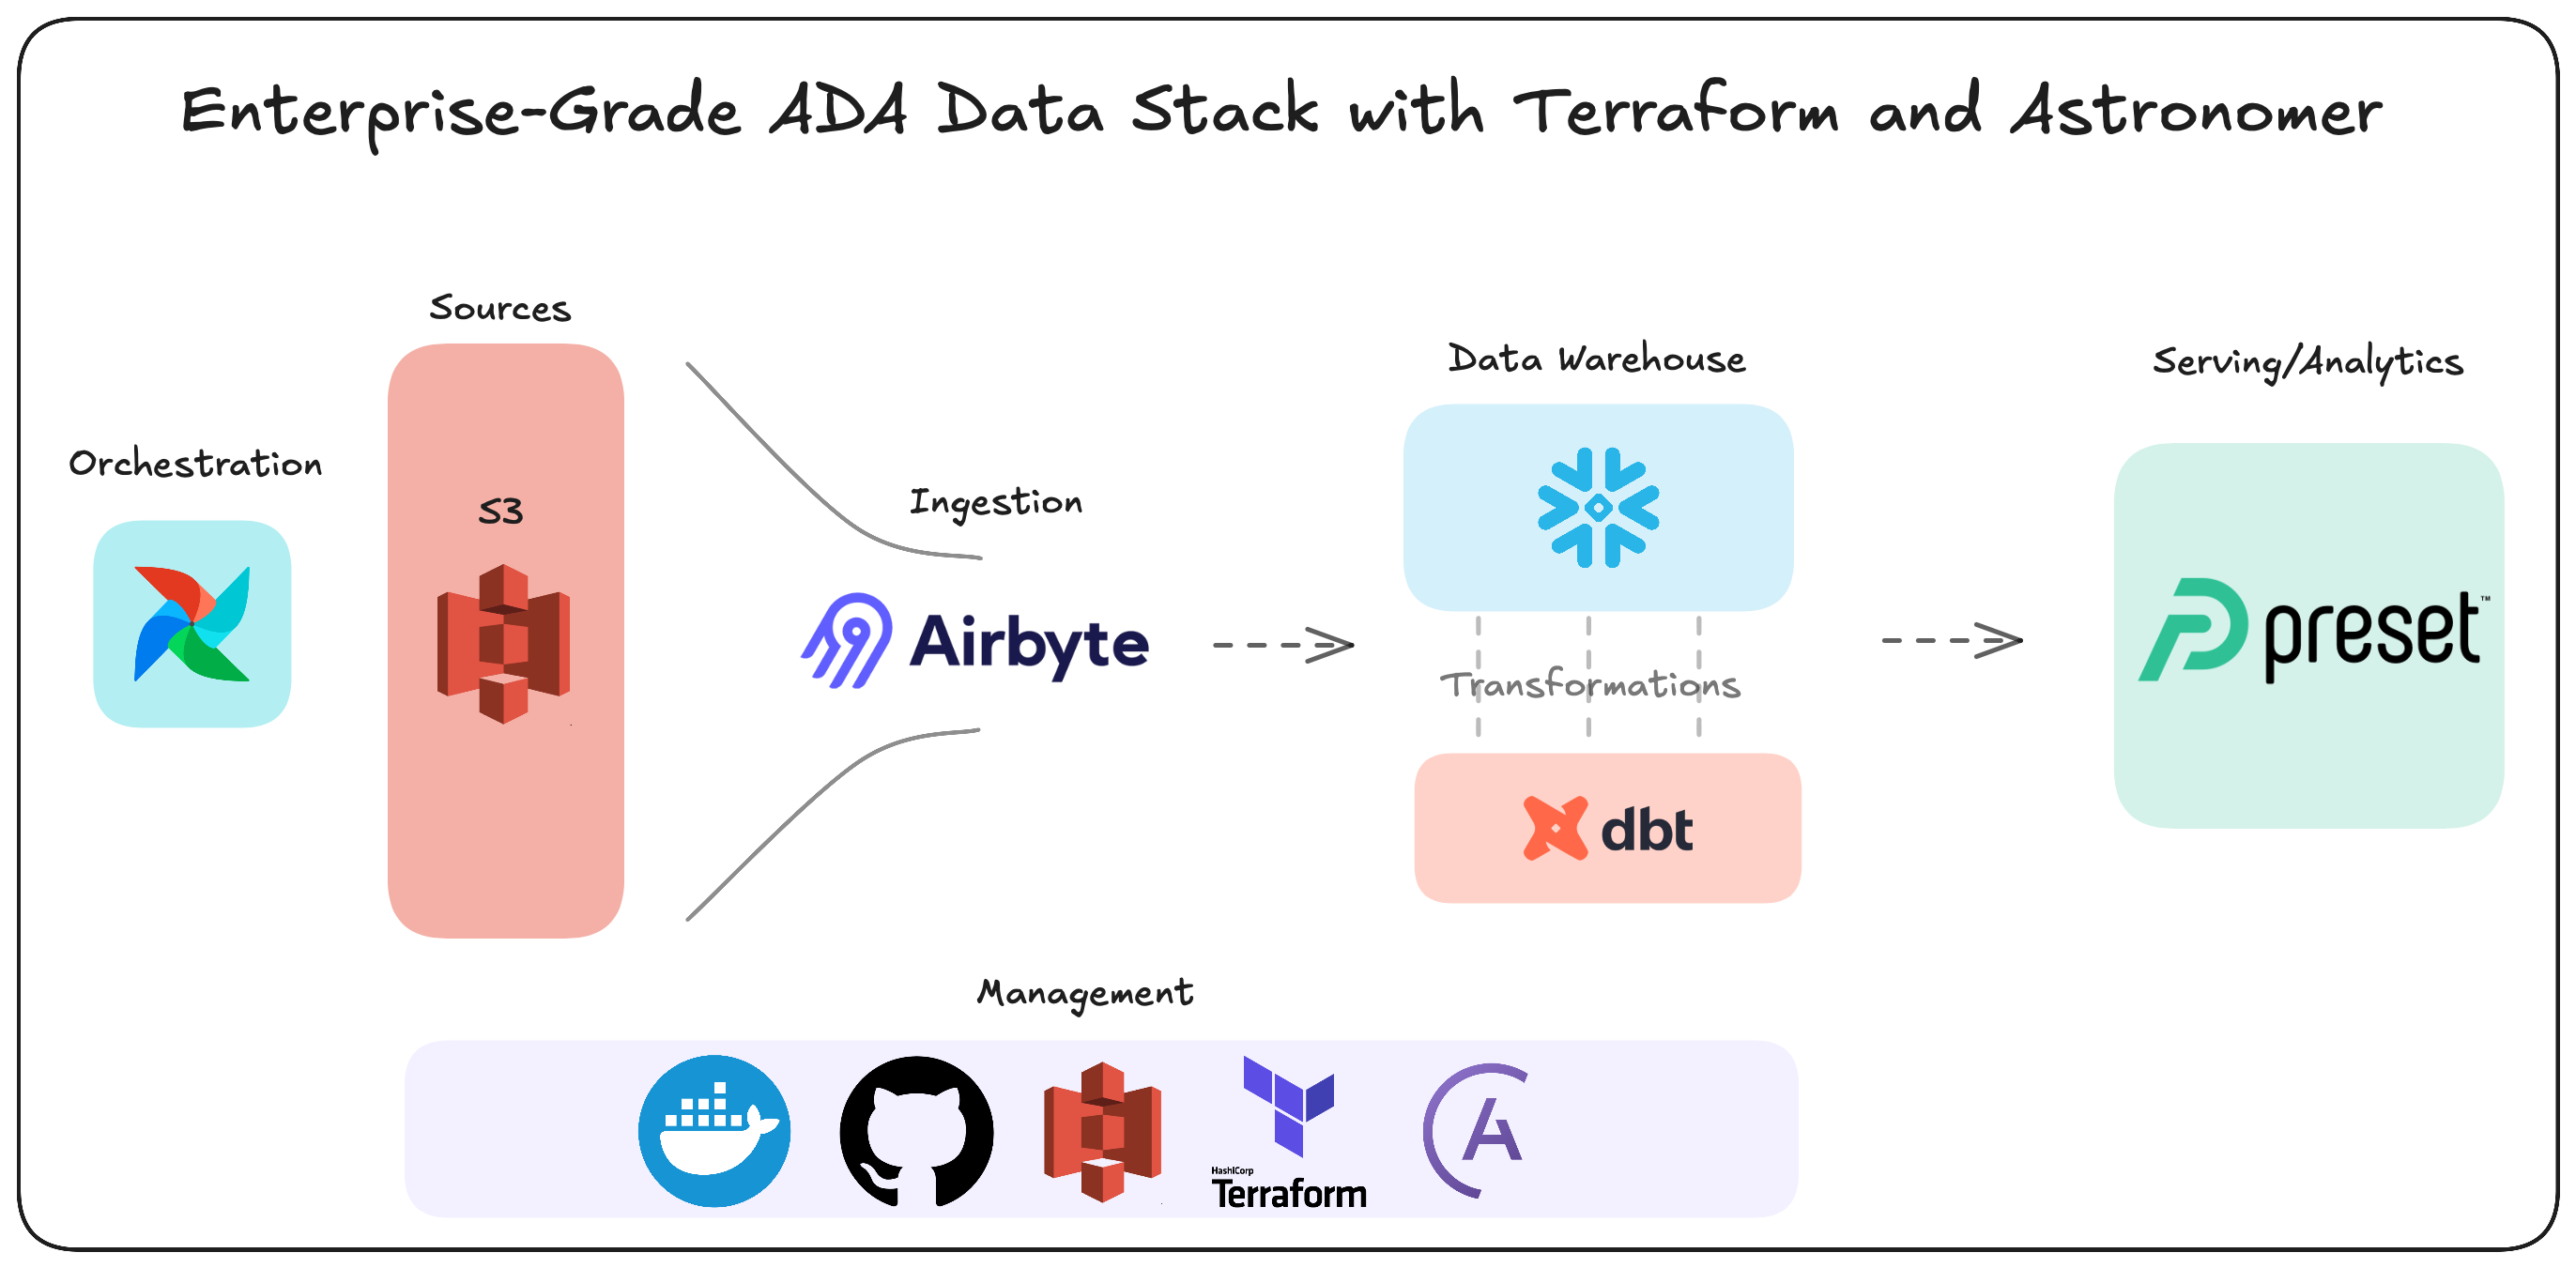 Enterprise-Grade ADA Data Stack with Terraform and Astronomer
Sources
Orchestration
S3
Ingestion
Airbyte
Data Warehouse
Transformations
dbt
Serving/Analytics
preset™
Management
HashiCorp
Terraform
A